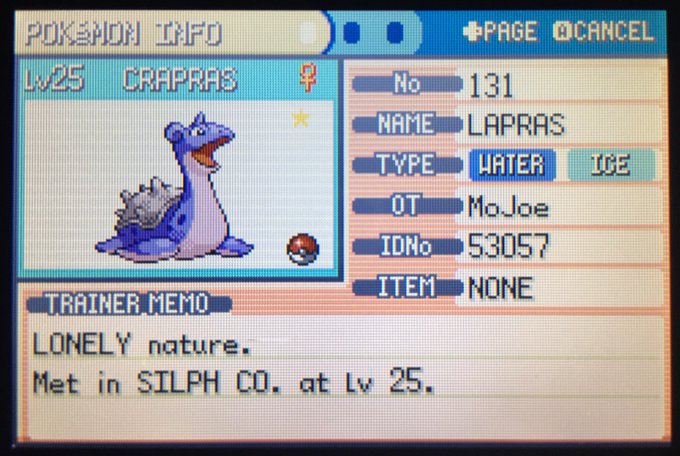 POKéMON INFO
PAGE CANCEL
Lv25 CRAPRAS ♀
No 131
NAME LAPRAS
TYPE WATER ICE
OT MoJoe
IDNo 53057
ITEM NONE
TRAINER MEMO
LONELY nature.
Met in SILPH CO. at Lv 25.